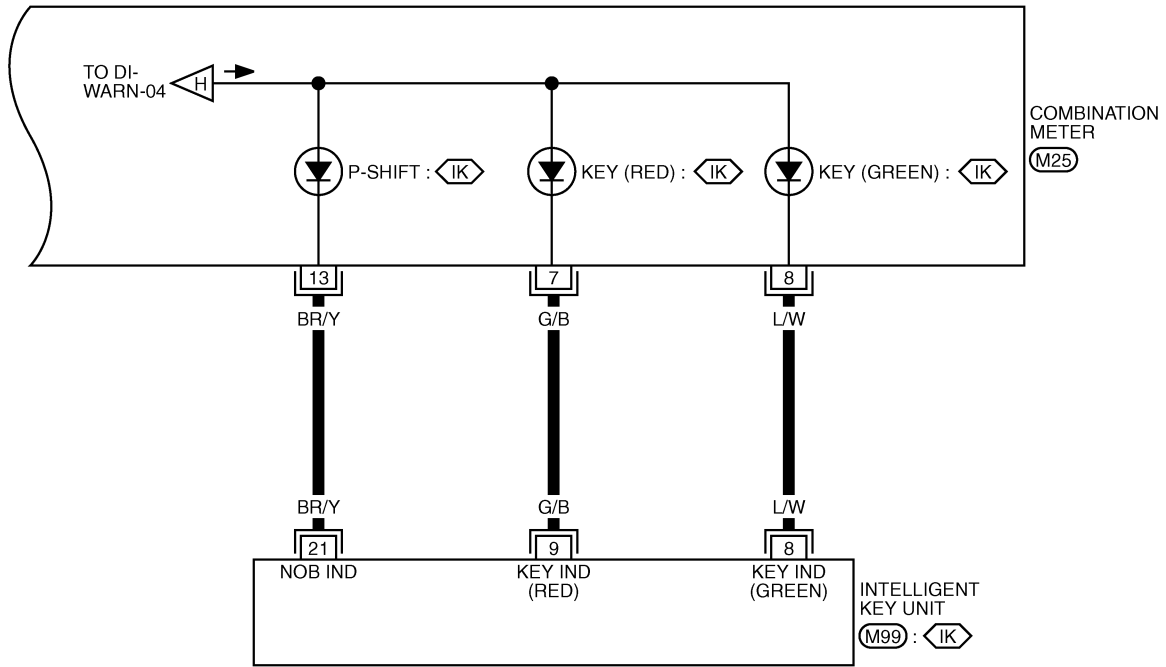 TO DI-
WARN-04
H
COMBINATION
METER
M25
P-SHIFT : IK
KEY (RED) : IK
KEY (GREEN) : IK
13
7
8
BR/Y
G/B
L/W
BR/Y
G/B
L/W
21
9
8
NOB IND
KEY IND
(RED)
KEY IND
(GREEN)
INTELLIGENT
KEY UNIT
M99 : IK